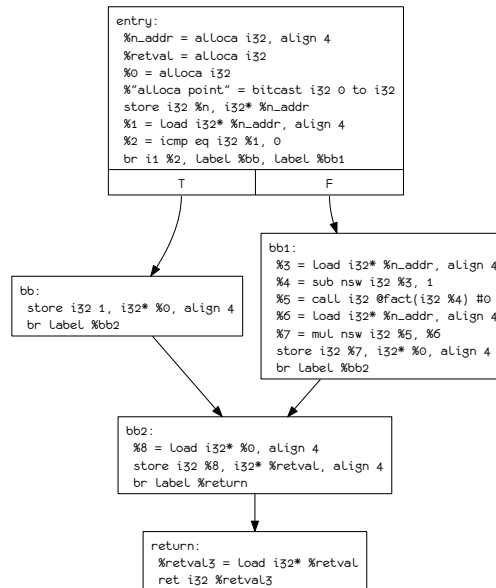 entry:
%n_addr = alloca i32, align 4
%retval = alloca i32
%0 = alloca i32
%"alloca point" = bitcast i32 0 to i32
store i32 %n, i32* %n_addr
%1 = load i32* %n_addr, align 4
%2 = icmp eq i32 %1, 0
br i1 %2, label %bb, label %bb1
T
F
bb:
store i32 1, i32* %0, align 4
br label %bb2
bb1:
%3 = load i32* %n_addr, align 4
%4 = sub nsw i32 %3, 1
%5 = call i32 @fact(i32 %4) #0
%6 = load i32* %n_addr, align 4
%7 = mul nsw i32 %5, %6
store i32 %7, i32* %0, align 4
br label %bb2
bb2:
%8 = load i32* %0, align 4
store i32 %8, i32* %retval, align 4
br label %return
return:
%retval3 = load i32* %retval
ret i32 %retval3